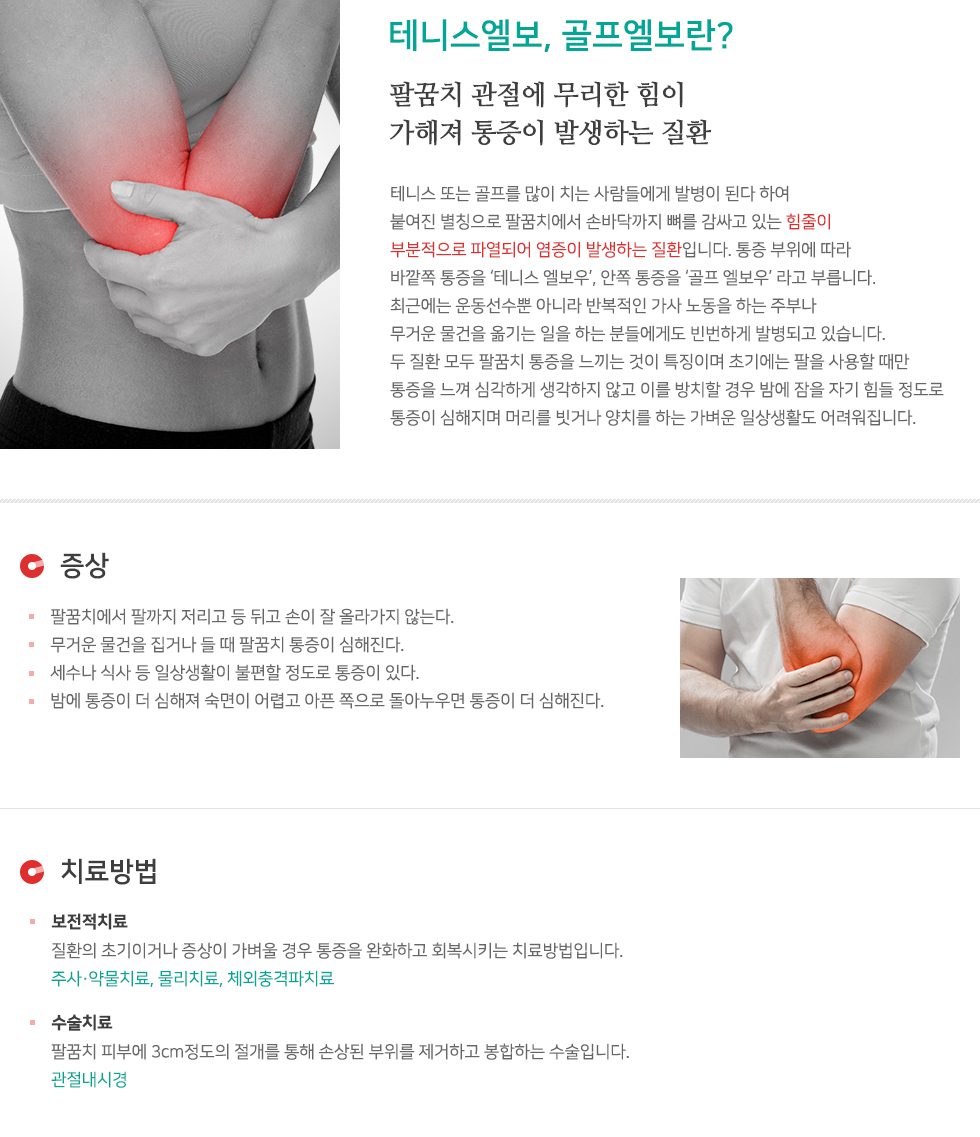 테니스엘보, 골프엘보란?
팔꿈치 관절에 무리한 힘이
가해져 통증이 발생하는 질환
테니스 또는 골프를 많이 치는 사람들에게 발병이 된다 하여
붙여진 별칭으로 팔꿈치에서 손바닥까지 뼈를 감싸고 있는 힘줄이
부분적으로 파열되어 염증이 발생하는 질환입니다. 통증 부위에 따라
바깥쪽 통증을 ‘테니스 엘보우’, 안쪽 통증을 ‘골프 엘보우’ 라고 부릅니다.
최근에는 운동선수뿐 아니라 반복적인 가사 노동을 하는 주부나
무거운 물건을 옮기는 일을 하는 분들에게도 빈번하게 발병되고 있습니다.
두 질환 모두 팔꿈치 통증을 느끼는 것이 특징이며 초기에는 팔을 사용할 때만
통증을 느껴 심각하게 생각하지 않고 이를 방치할 경우 밤에 잠을 자기 힘들 정도로
통증이 심해지며 머리를 빗거나 양치를 하는 가벼운 일상생활도 어려워집니다.
증상
팔꿈치에서 팔까지 저리고 등 뒤고 손이 잘 올라가지 않는다.
무거운 물건을 집거나 들 때 팔꿈치 통증이 심해진다.
세수나 식사 등 일상생활이 불편할 정도로 통증이 있다.
밤에 통증이 더 심해져 숙면이 어렵고 아픈 쪽으로 돌아누우면 통증이 더 심해진다.
치료방법
보전적치료
질환의 초기이거나 증상이 가벼울 경우 통증을 완화하고 회복시키는 치료방법입니다.
주사·약물치료, 물리치료, 체외충격파치료
수술치료
팔꿈치 피부에 3cm정도의 절개를 통해 손상된 부위를 제거하고 봉합하는 수술입니다.
관절내시경